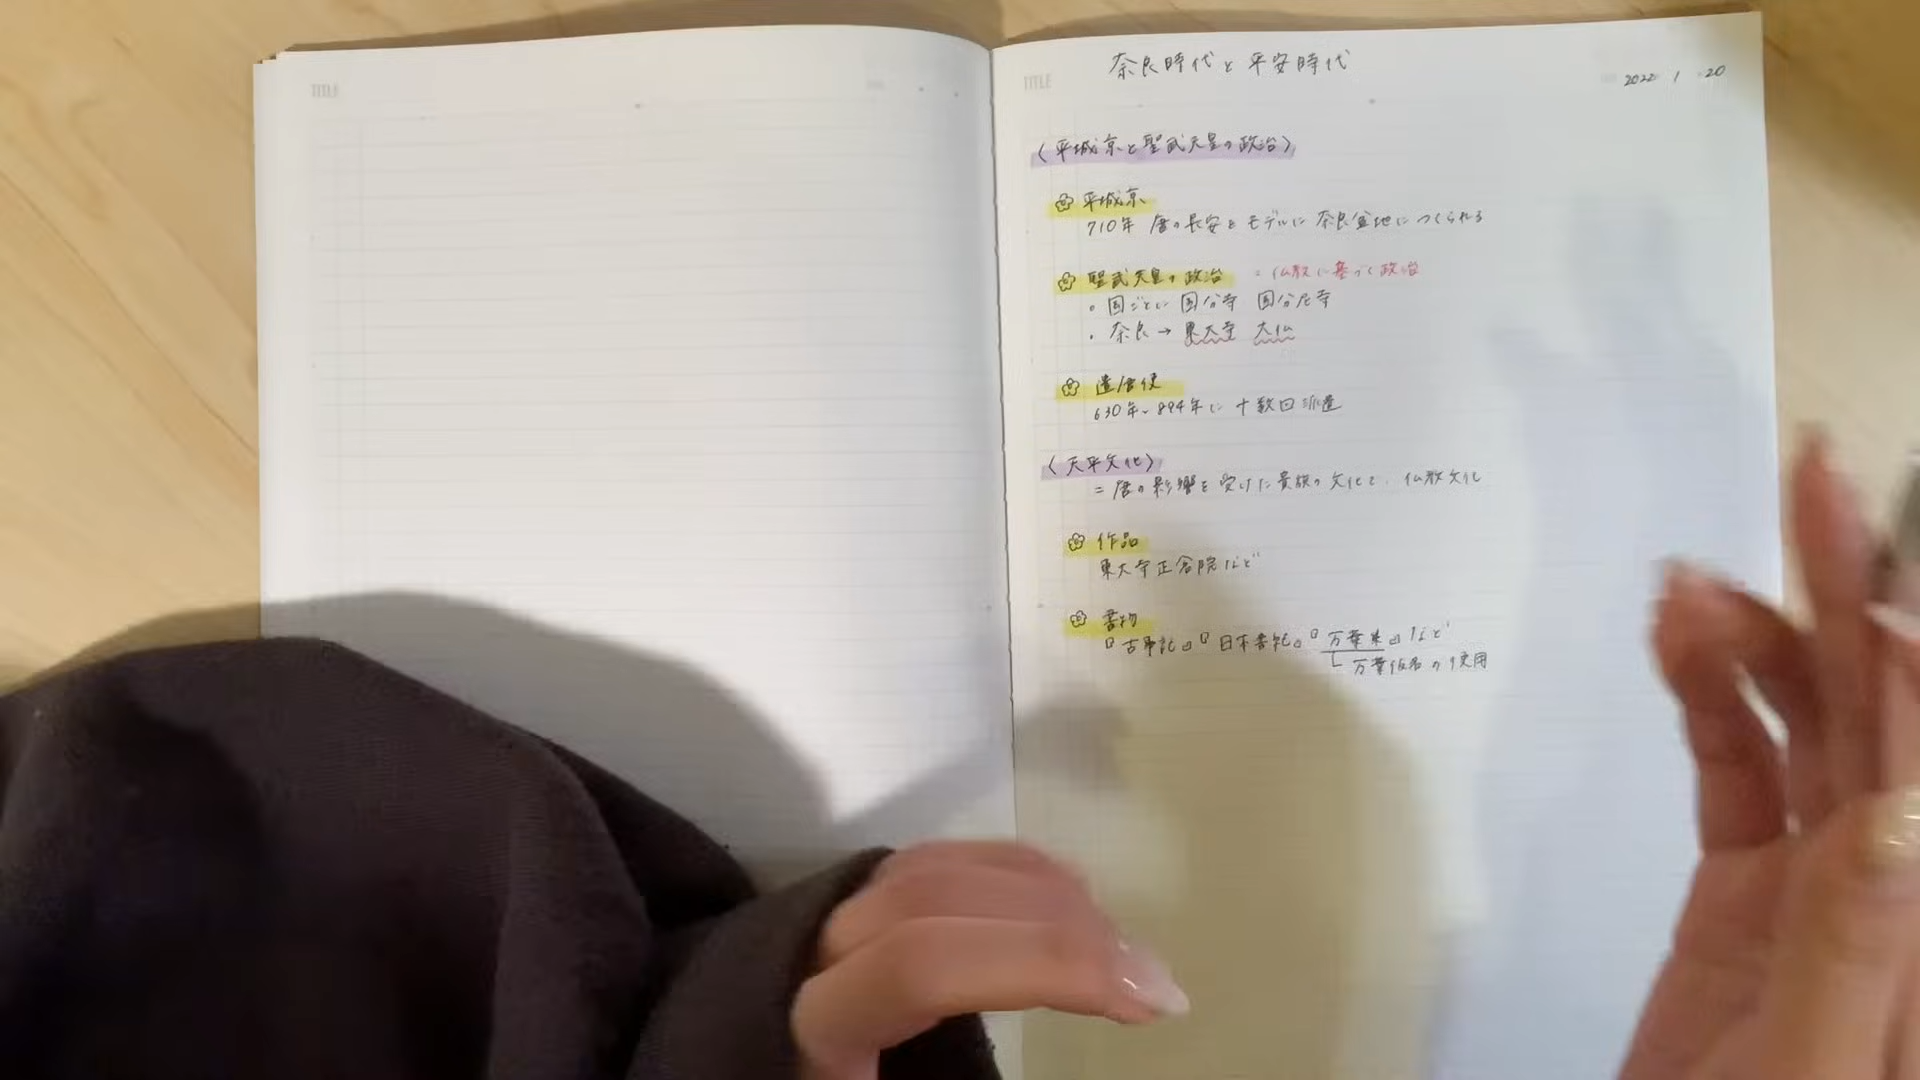 TITLE
TITLE
奈良時代と平安時代
2022 1 20
〈平城京と聖武天皇の政治〉
平城京
710年 唐の長安をモデルに奈良盆地につくられる
聖武天皇の政治 =仏教に基づく政治
・国ごとに国分寺 国分尼寺
・奈良→東大寺 大仏
遣唐使
630年~894年に十数回派遣
〈天平文化〉
=唐の影響を受けた貴族の文化と、仏教文化
作品
東大寺正倉院など
書物
『古事記』『日本書紀』『万葉集』など
万葉仮名の使用